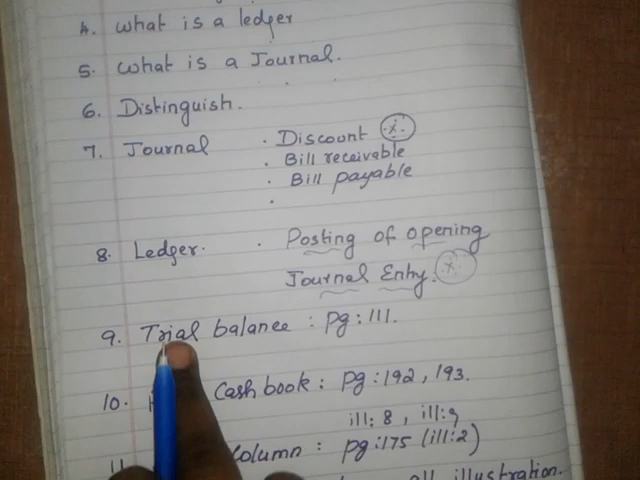 4. What is a ledger
5. What is a Journal.
6. Distinguish.
7. Journal . Discount *
. Bill receivable
. Bill payable
.
8. Ledger. . Posting of opening
Journal Entry. *
9. Trial balance : pg:111.
10. Cash book : pg:192, 193.
ill: 8, ill:9
11. Column : pg:175 (ill:2)
all illustration.